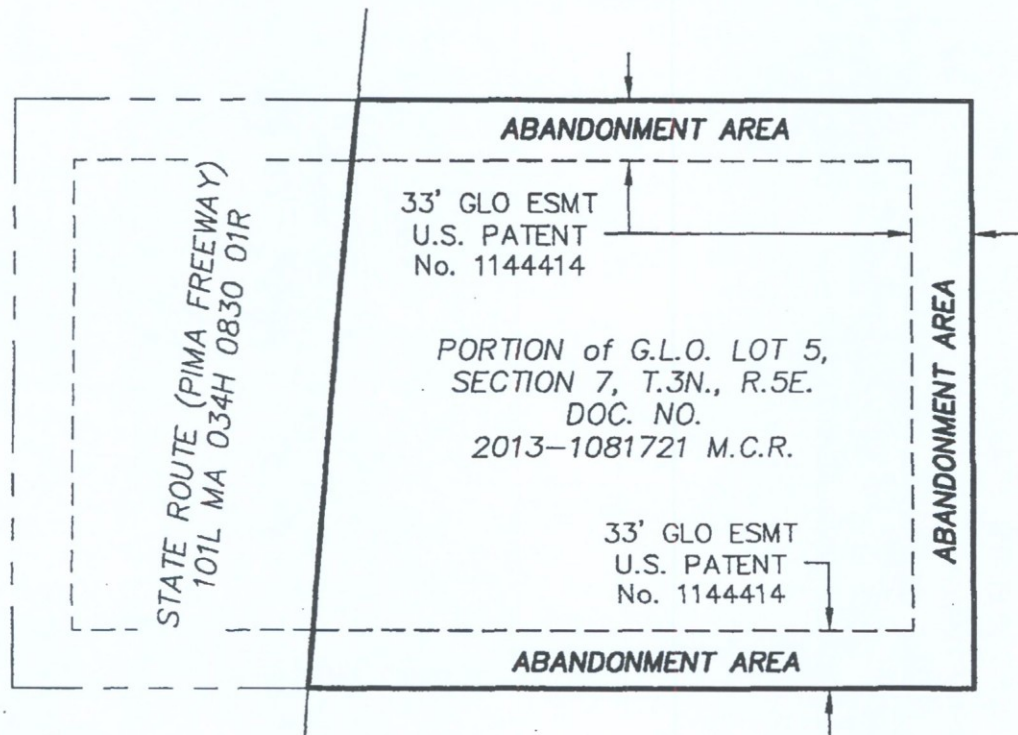 ABANDONMENT AREA
33' GLO ESMT
U.S. PATENT
No. 1144414
STATE ROUTE (PIMA FREEWAY)
101L MA 034H 0830 01R
PORTION of G.L.O. LOT 5,
SECTION 7, T.3N., R.5E.
DOC. NO.
2013-1081721 M.C.R.
ABANDONMENT AREA
33' GLO ESMT
U.S. PATENT
No. 1144414
ABANDONMENT AREA